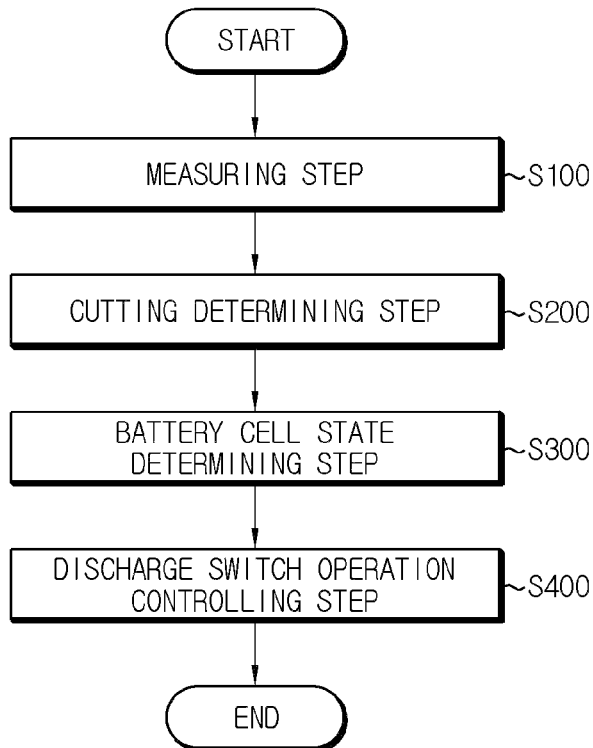 START
MEASURING STEP
S100
CUTTING DETERMINING STEP
S200
BATTERY CELL STATE
DETERMINING STEP
S300
DISCHARGE SWITCH OPERATION
CONTROLLING STEP
S400
END